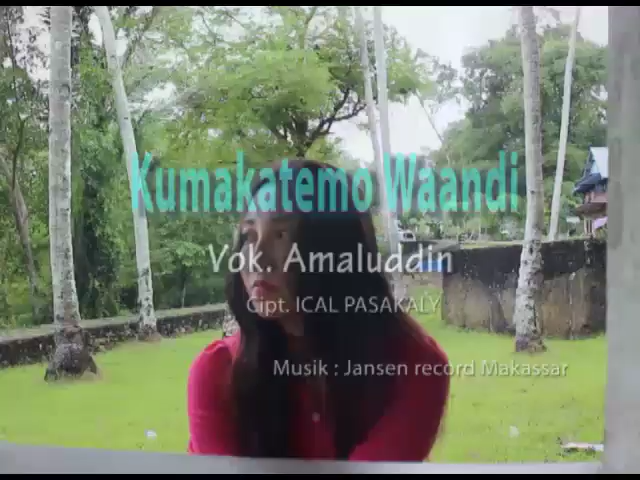 Kumakatemo Waandi
Vok. Amaluddin
Cipt. ICAL PASAKALY
Musik : Jansen record Makassar